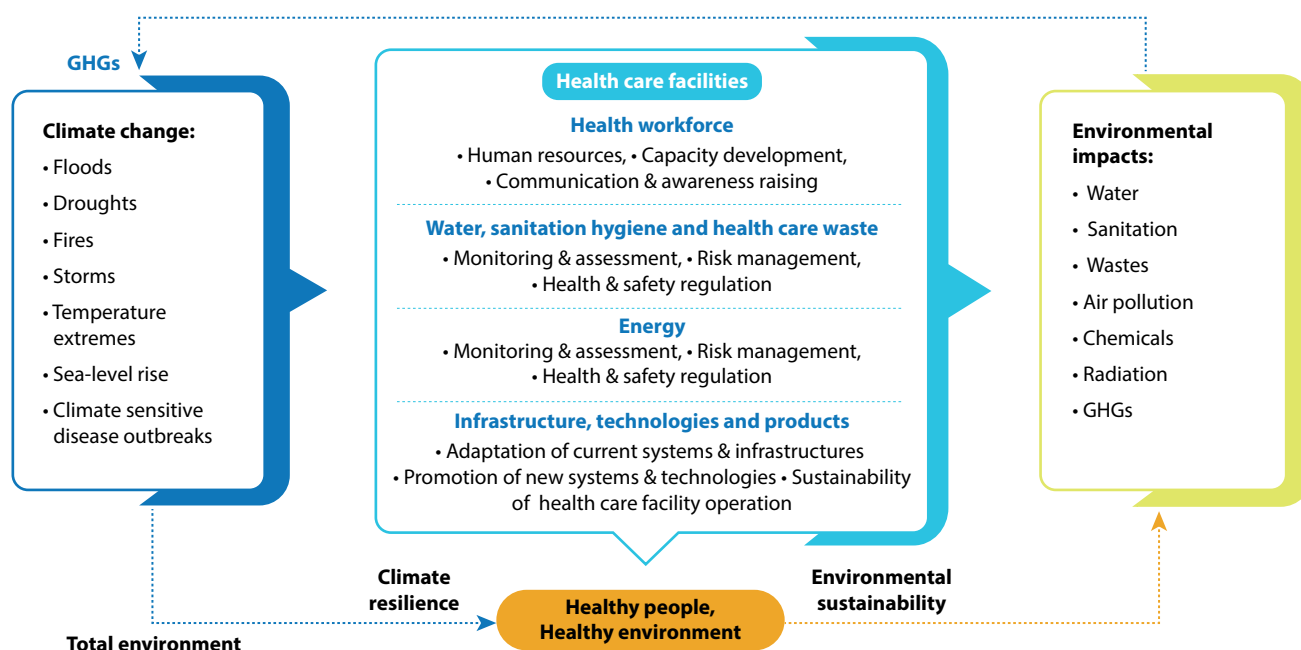 GHGs
Climate change:
• Floods
• Droughts
• Fires
• Storms
• Temperature
extremes
• Sea-level rise
• Climate sensitive
disease outbreaks
Health care facilities
Health workforce
• Human resources, • Capacity development,
• Communication & awareness raising
Water, sanitation hygiene and health care waste
• Monitoring & assessment, • Risk management,
• Health & safety regulation
Energy
• Monitoring & assessment, • Risk management,
• Health & safety regulation
Infrastructure, technologies and products
• Adaptation of current systems & infrastructures
• Promotion of new systems & technologies • Sustainability
of health care facility operation
Environmental
impacts:
• Water
• Sanitation
• Wastes
• Air pollution
• Chemicals
• Radiation
• GHGs
Climate
resilience
Healthy people,
Healthy environment
Environmental
sustainability
Total environment